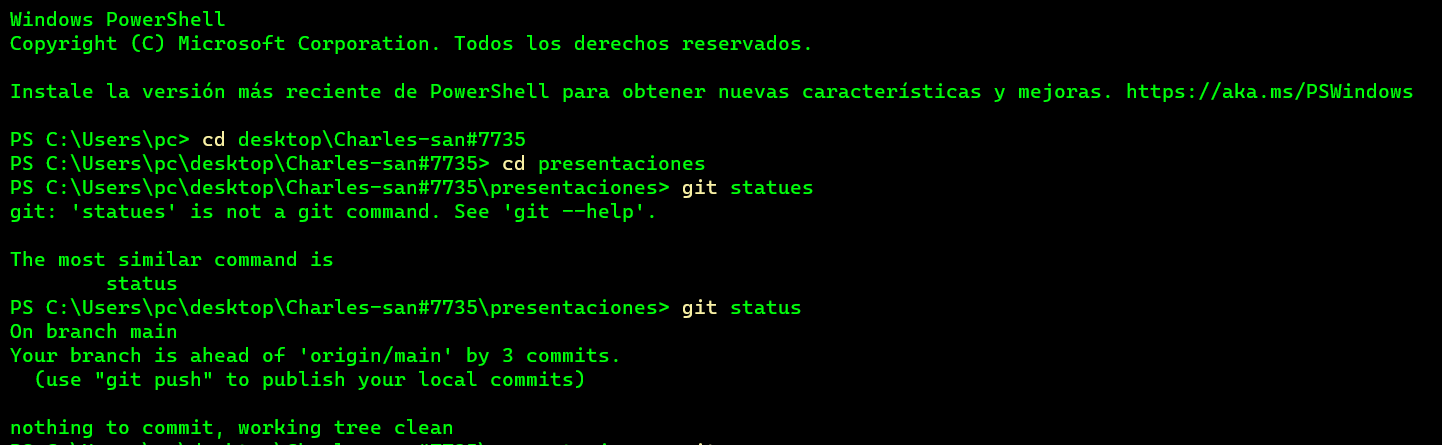 Windows PowerShell
Copyright (C) Microsoft Corporation. Todos los derechos reservados.
Instale la versión más reciente de PowerShell para obtener nuevas características y mejoras. https://aka.ms/PSWindows
PS C:\Users\pc> cd desktop\Charles-san#7735
PS C:\Users\pc\desktop\Charles-san#7735> cd presentaciones
PS C:\Users\pc\desktop\Charles-san#7735\presentaciones> git statues
git: 'statues' is not a git command. See 'git --help'.
The most similar command is
status
PS C:\Users\pc\desktop\Charles-san#7735\presentaciones> git status
On branch main
Your branch is ahead of 'origin/main' by 3 commits.
(use "git push" to publish your local commits)
nothing to commit, working tree clean